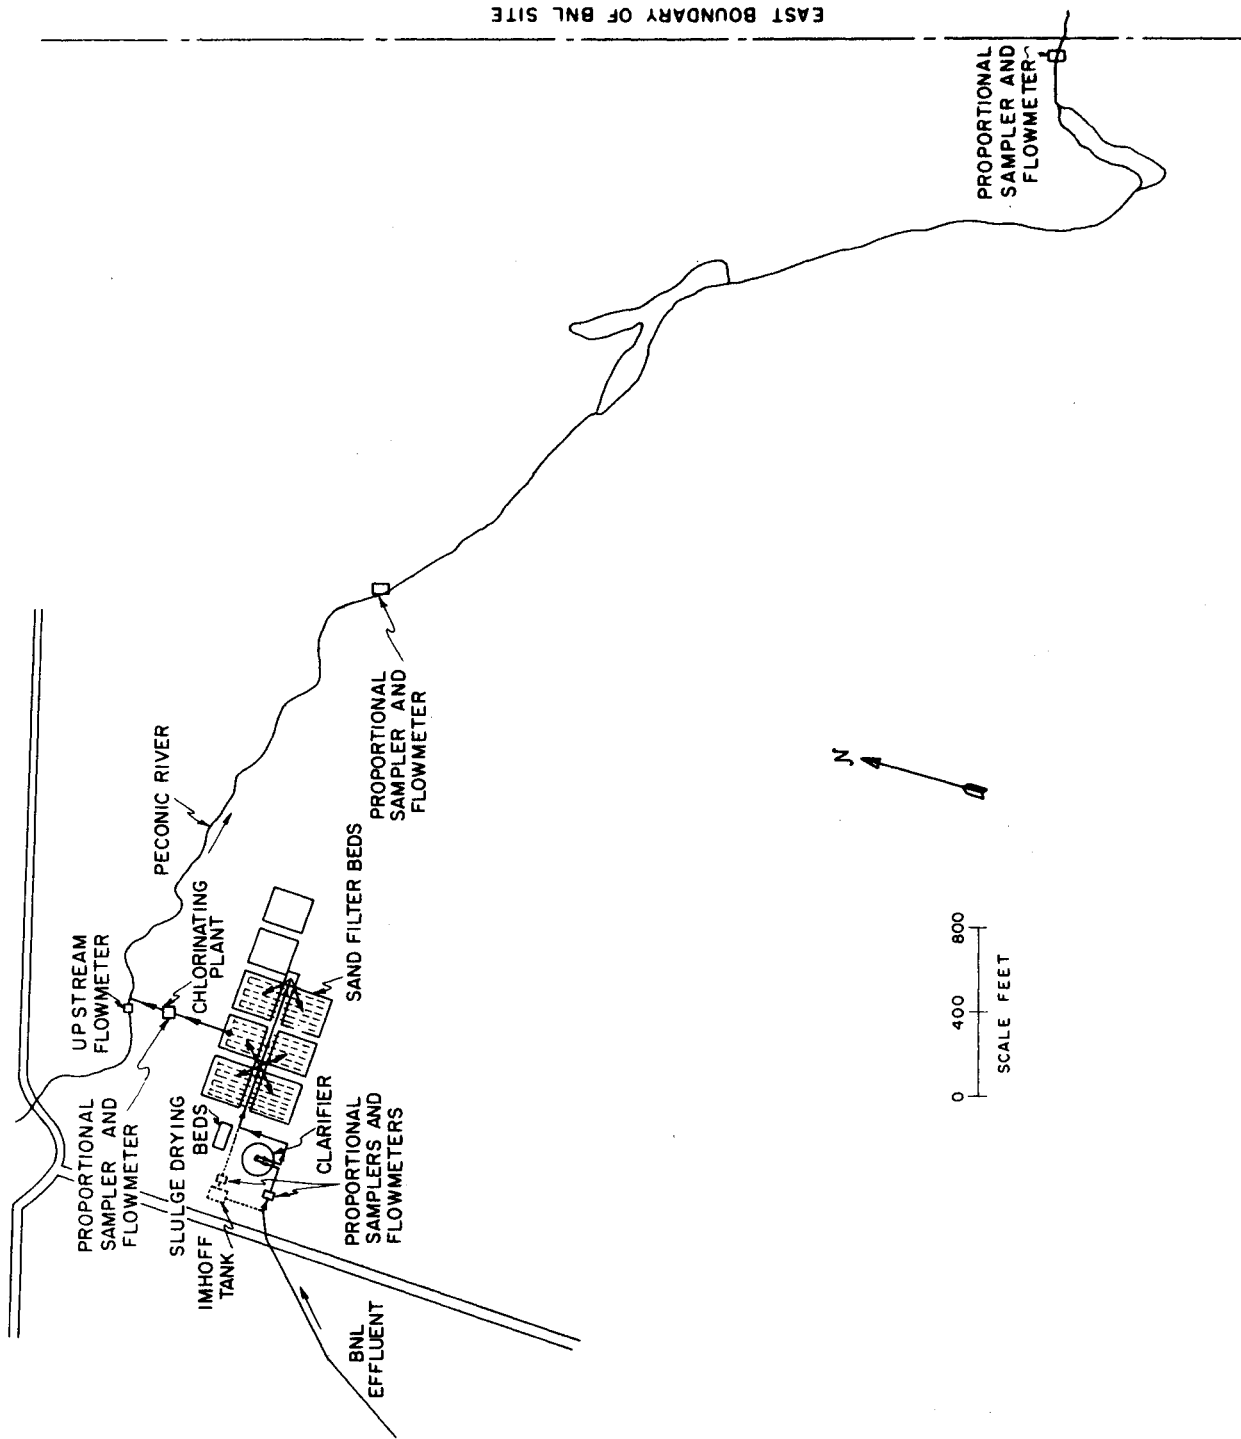 EAST BOUNDARY OF BNL SITE
PROPORTIONAL
SAMPLER AND
FLOWMETER
PECONIC RIVER
UPSTREAM
FLOWMETER
CHLORINATING
PLANT
PROPORTIONAL
SAMPLER AND
FLOWMETER
SAND FILTER BEDS
PROPORTIONAL
SAMPLER AND
FLOWMETER
SLULGE DRYING
BEDS
IMHOFF
TANK
CLARIFIER
PROPORTIONAL
SAMPLERS AND
FLOWMETERS
BNL
EFFLUENT
N
0 400 800
SCALE FEET